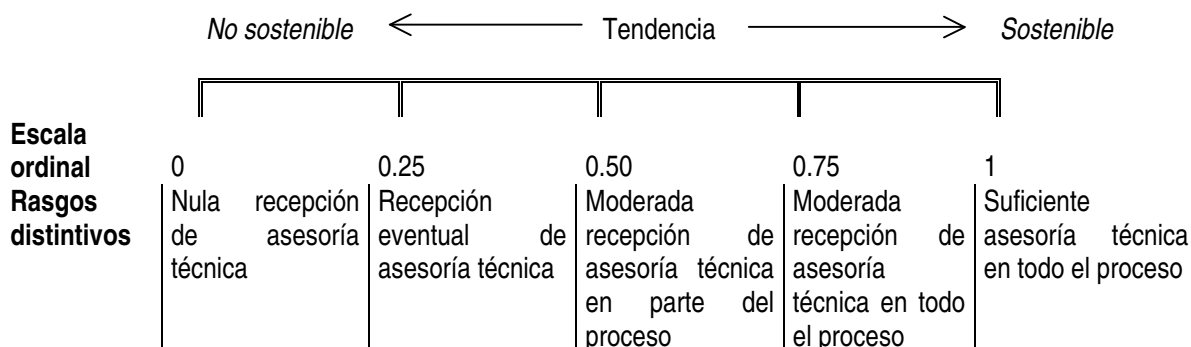 No sostenible Tendencia Sostenible
Escala
ordinal 0 0.25 0.50 0.75 1
Rasgos distintivos
Nula recepción
de asesoría
técnica
Recepción
eventual de
asesoría técnica
Moderada
recepción de
asesoría técnica
en parte del
proceso
Moderada
recepción de
asesoría
técnica en todo
el proceso
Suficiente
asesoría técnica
en todo el proceso